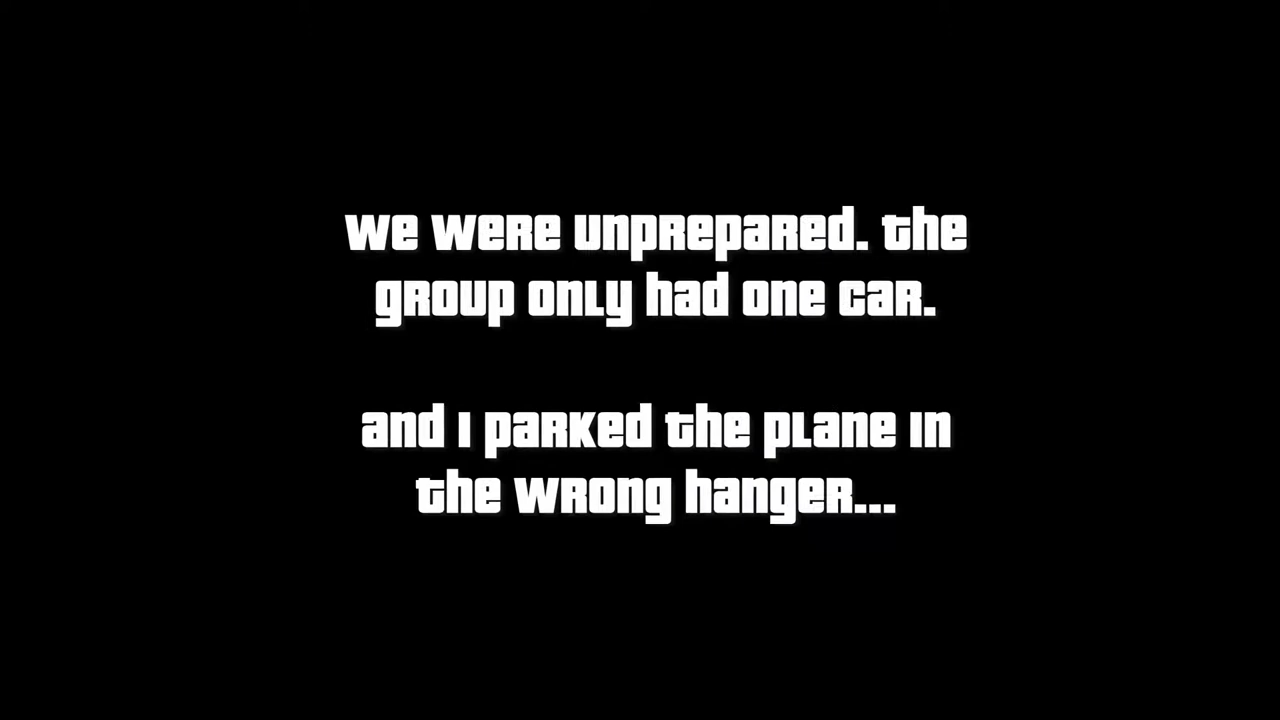 we were unprepared. the
group only had one car.
and I parked the plane in
the wrong hanger...